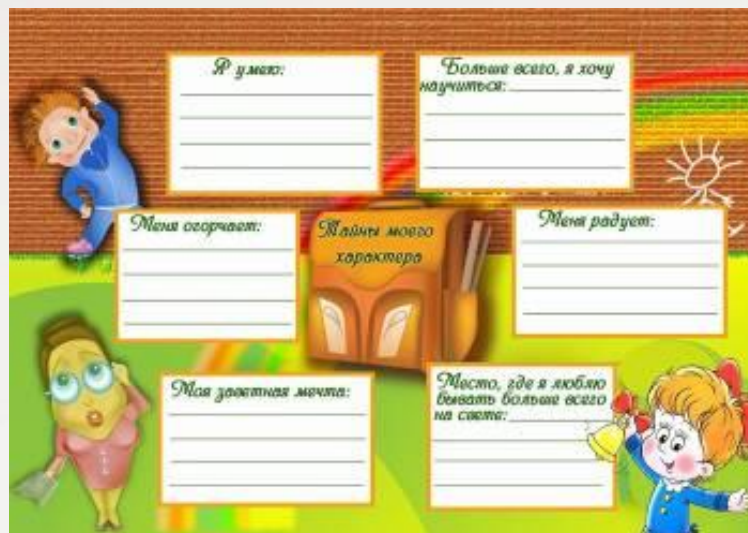 Я умею:
Больше всего, я хочу
научиться:
Меня огорчает:
Тайны моего
характера
Меня радует:
Моя заветная мечта:
Место, где я люблю
бывать больше всего
на свете: